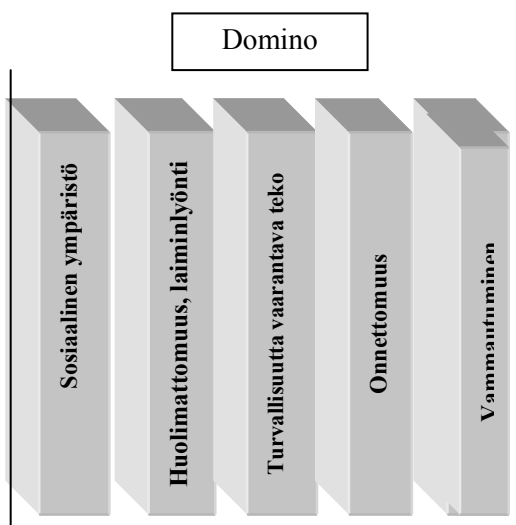 Domino
Sosiaalinen ympäristö
Huolimattomuus, laiminlyönti
Turvallisuutta vaarantava teko
Onnettomuus
Vammautuminen